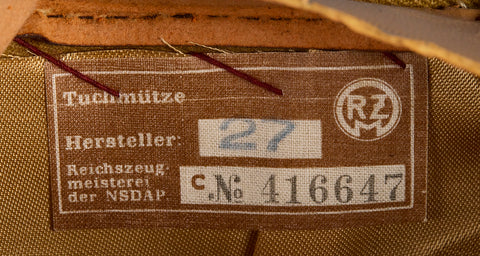 Tuchmütze
RZM
Hersteller: 27
Reichszeug-
meisterei
der NSDAP.
C № 416647